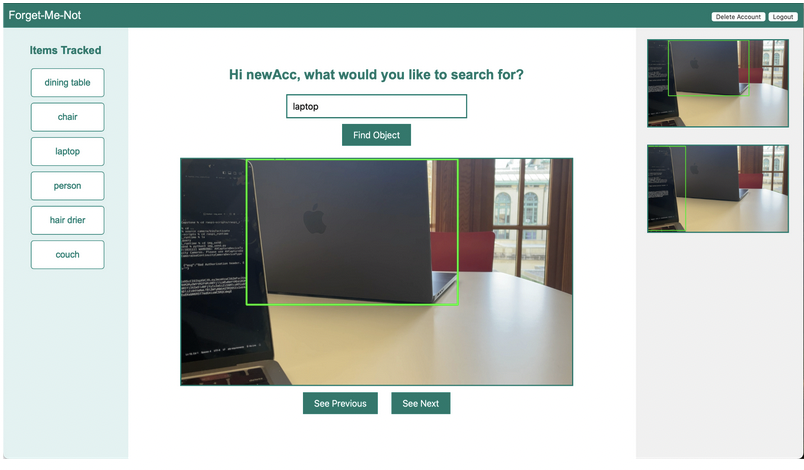 Forget-Me-Not
Delete Account
Logout
Items Tracked
dining table
chair
laptop
person
hair drier
couch
Hi newAcc, what would you like to search for?
laptop
Find Object
See Previous
See Next